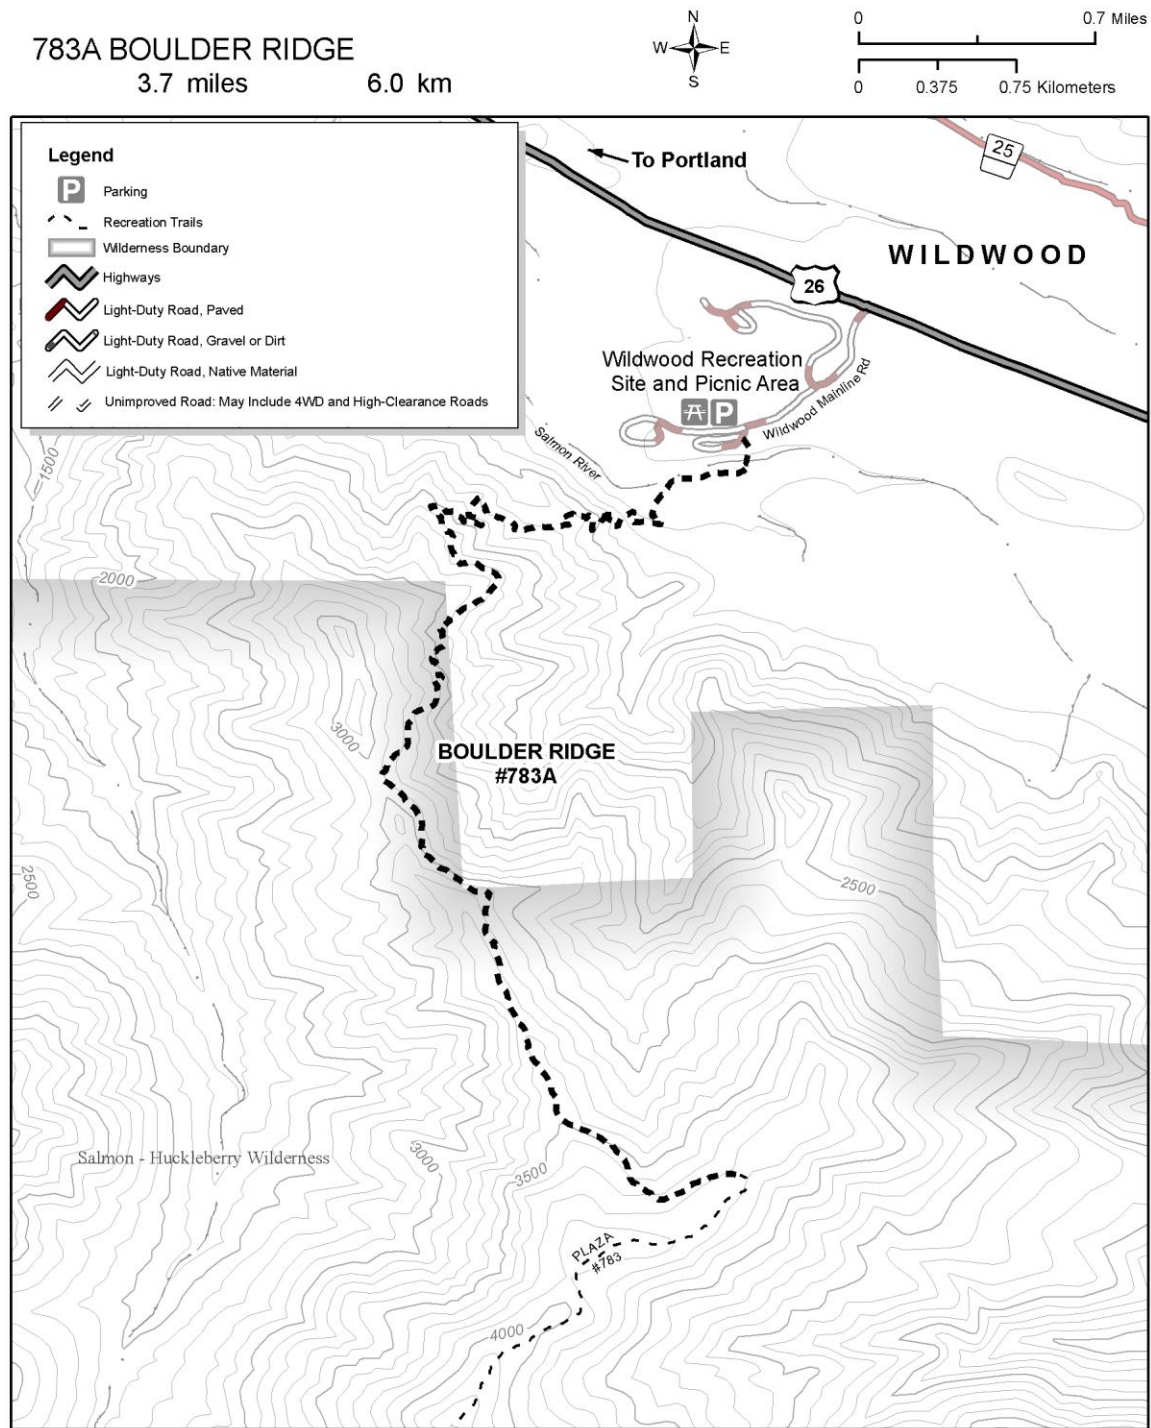 783A BOULDER RIDGE
3.7 miles 6.0 km
N
W E
S
0 0.7 Miles
0 0.375 0.75 Kilometers
Legend
P Parking
Recreation Trails
Wilderness Boundary
Highways
Light-Duty Road, Paved
Light-Duty Road, Gravel or Dirt
Light-Duty Road, Native Material
Unimproved Road: May Include 4WD and High-Clearance Roads
To Portland
25
WILDWOOD
26
Wildwood Recreation
Site and Picnic Area
P
Wildwood Mainline Rd
Salmon River
1500
2000
3000
BOULDER RIDGE
#783A
2500
2500
Salmon - Huckleberry Wilderness
3000
3500
PLAZA
#783
4000